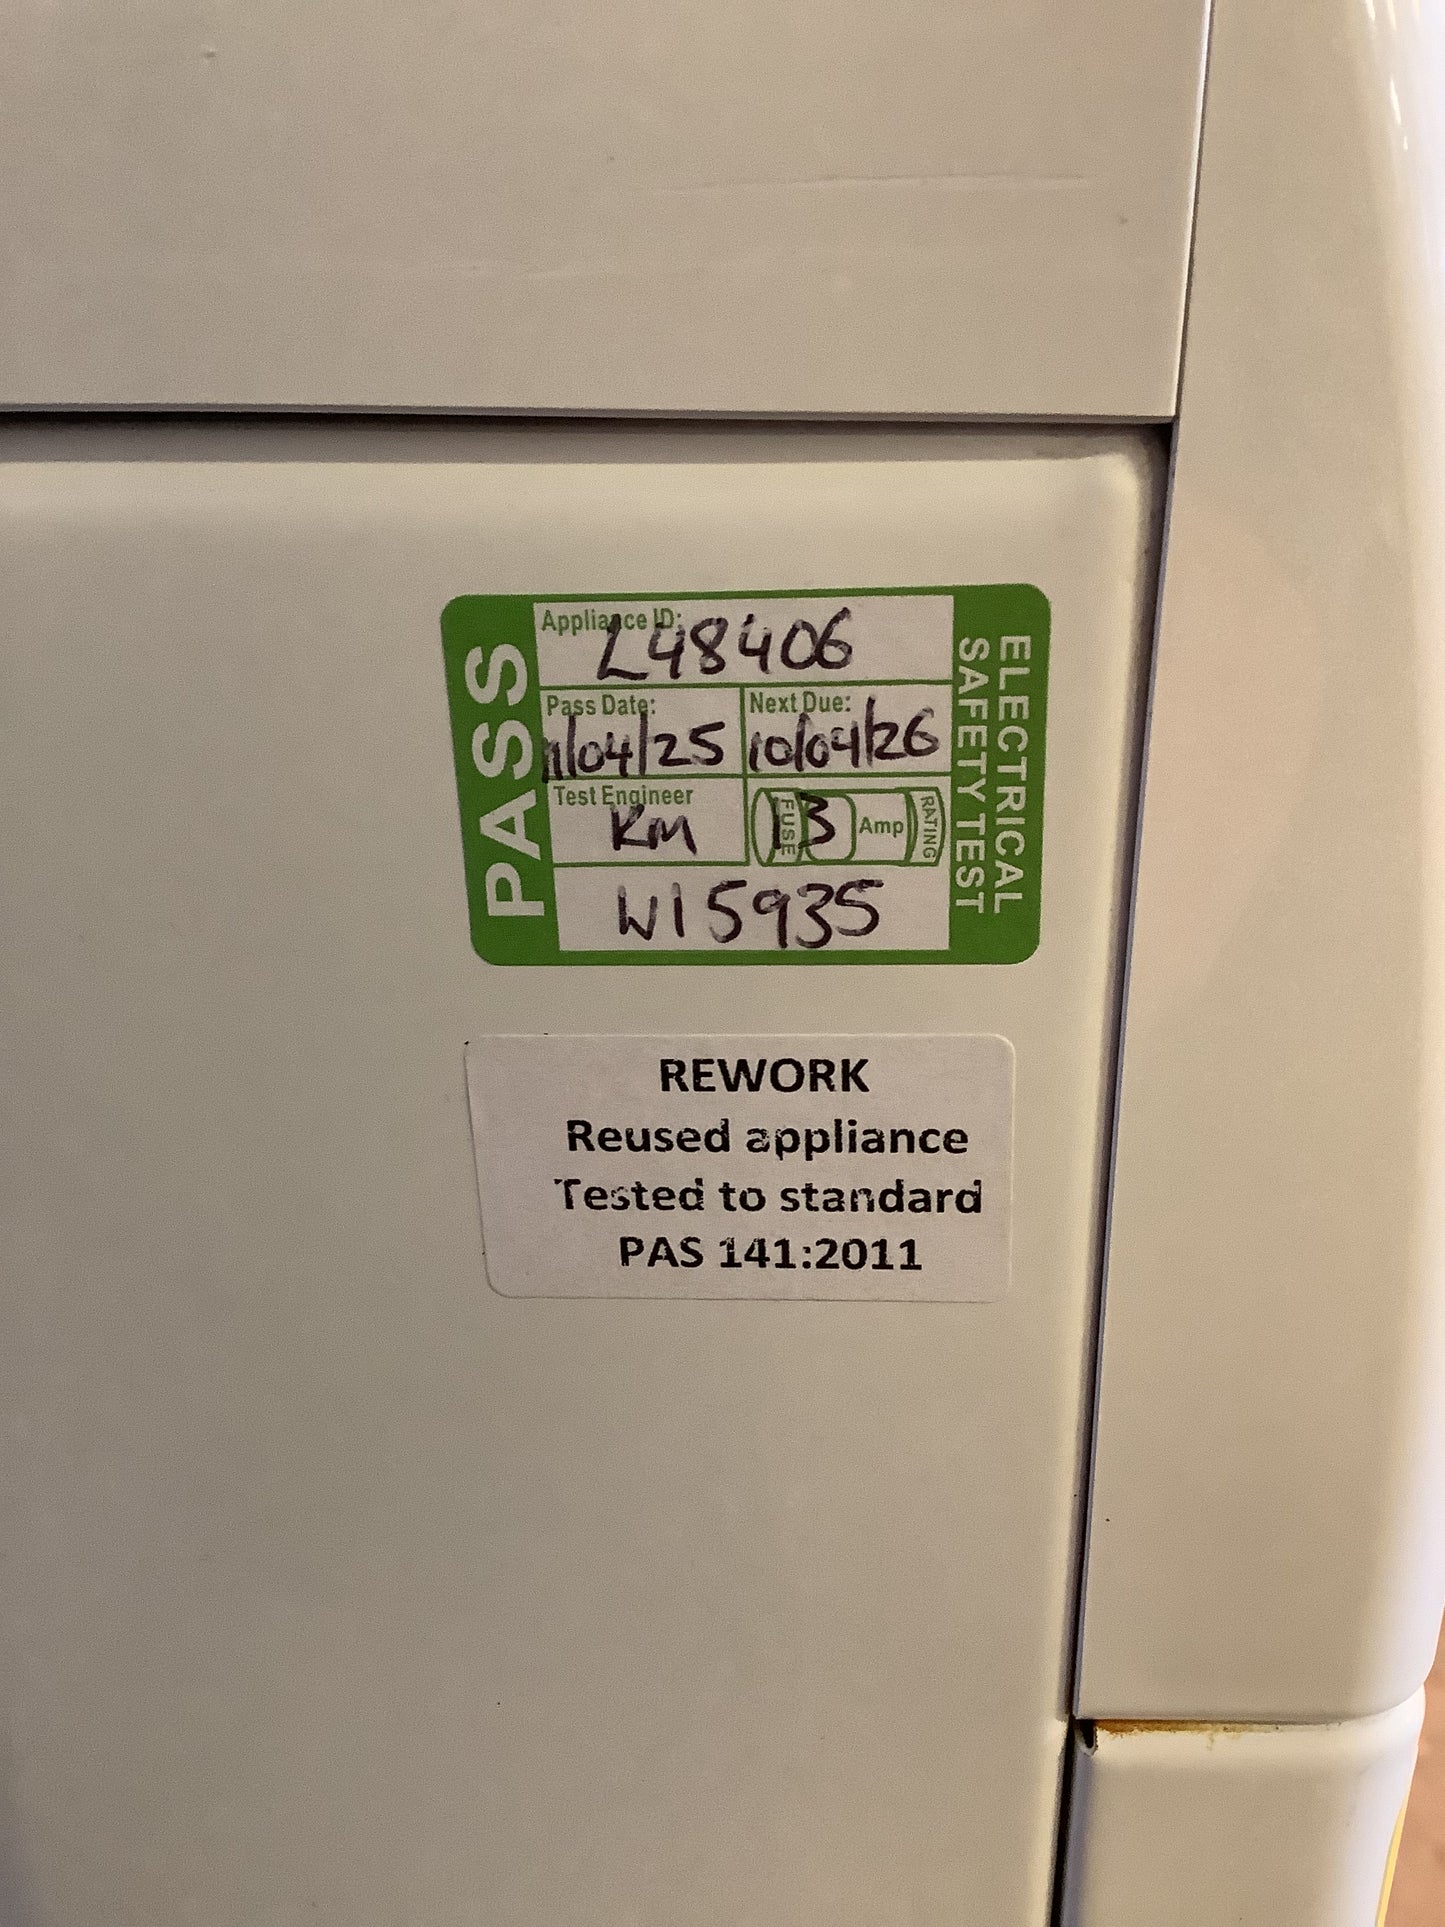 PASS
Appliance ID:
L48406
Pass Date:
11/04/25
Next Due:
10/04/26
Test Engineer
KM
FUSE 13 Amp RATING
W15935
ELECTRICAL
SAFETY TEST
REWORK
Reused appliance
Tested to standard
PAS 141:2011